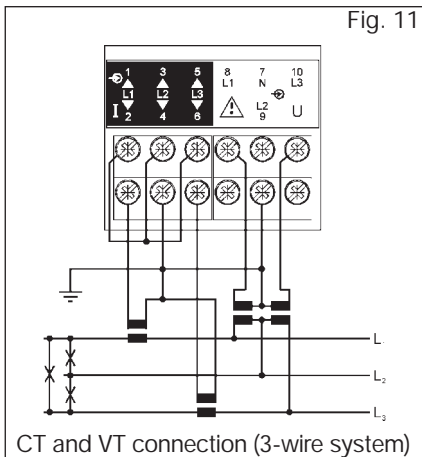 Fig. 11
1 3 5 8 7 10
L1 N L3
L1 L2 L3
I L2 U
2 4 6 9
L
L2
L3
CT and VT connection (3-wire system)